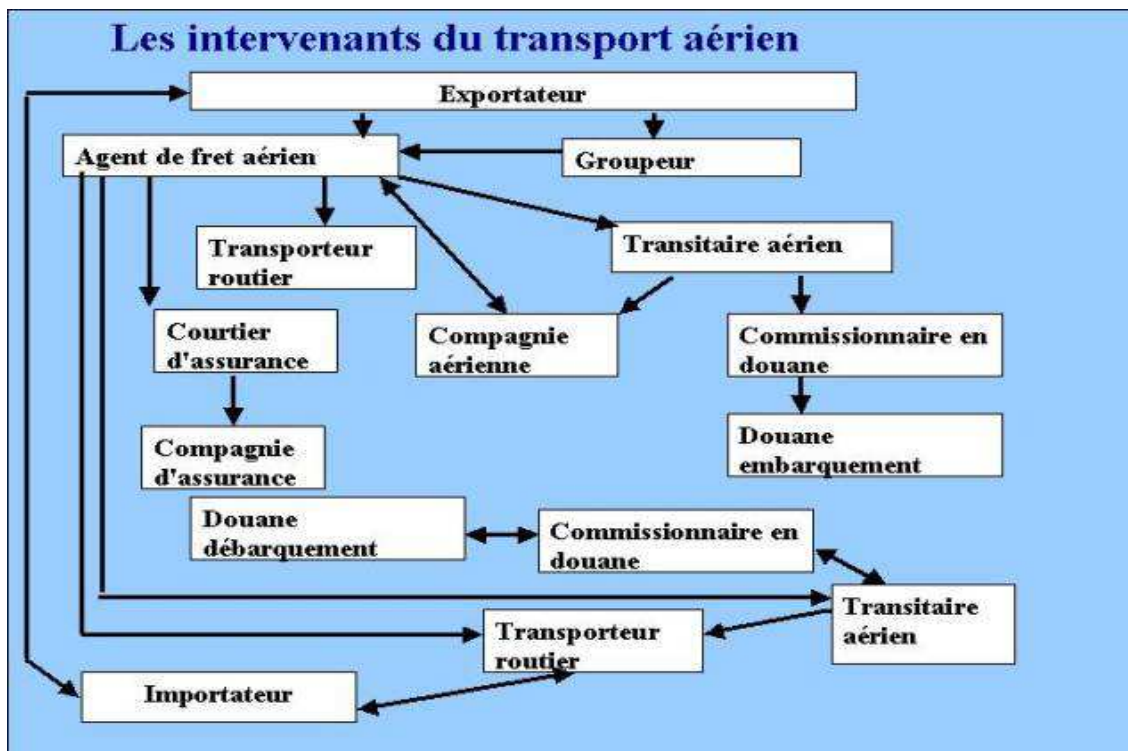 Les intervenants du transport aérien
Exportateur
Agent de fret aérien
Groupeur
Transporteur
routier
Transitaire aérien
Courtier
d'assurance
Compagnie
aérienne
Commissionnaire en
douane
Compagnie
d'assurance
Douane
embarquement
Douane
débarquement
Commissionnaire en
douane
Transitaire
aérien
Transporteur
routier
Importateur